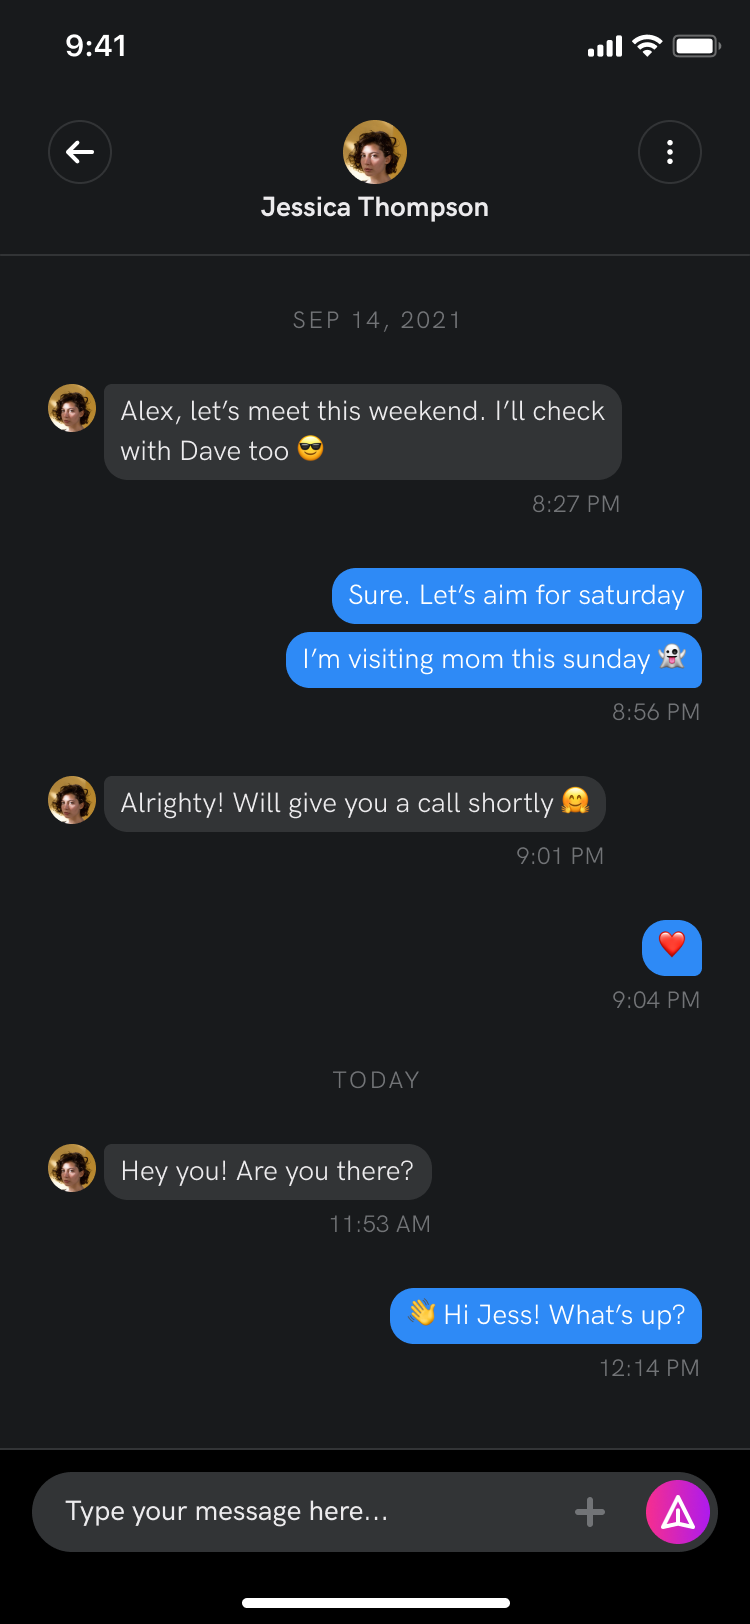 9:41
Jessica Thompson
SEP 14, 2021
Alex, let’s meet this weekend. I’ll check
with Dave too 😎
8:27 PM
Sure. Let’s aim for saturday
I’m visiting mom this sunday 👻
8:56 PM
Alrighty! Will give you a call shortly 🤗
9:01 PM
❤️
9:04 PM
TODAY
Hey you! Are you there?
11:53 AM
👋 Hi Jess! What’s up?
12:14 PM
Type your message here...